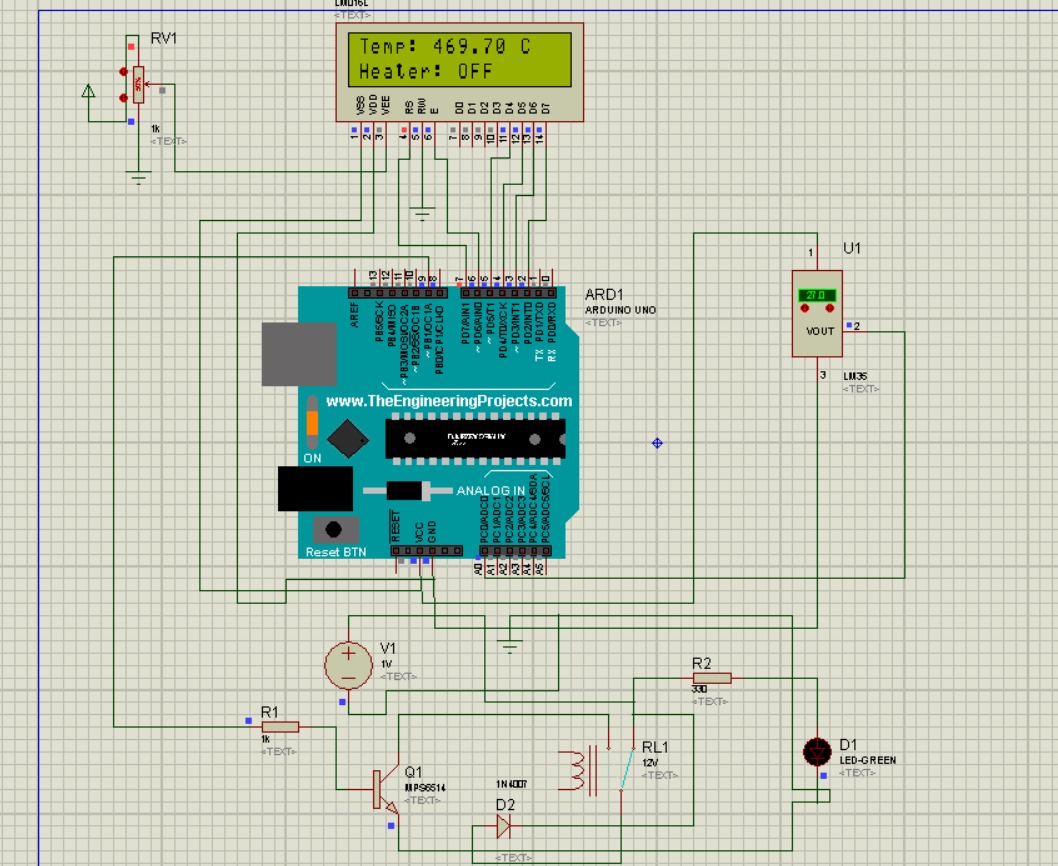 LM016L
<TEXT>
Temp: 469.70 C
Heater: OFF
VSS
VDD
VEE
RS
RW
E
D0
D1
D2
D3
D4
D5
D6
D7
1
2
3
4
5
6
7
8
9
10
11
12
13
14
RV1
50%
1k
<TEXT>
U1
1
27.0
VOUT
2
3
LM35
<TEXT>
ARD1
ARDUINO UNO
<TEXT>
13
12
11
10
9
8
7
6
5
4
3
2
1
0
AREF
PB5/SCK
PB4/MISO
~PB3/MOSI/OC2A
~PB2/SS/OC1B
~PB1/OC1A
PB0/ICP1/CLKO
PD7/AIN1
~PD6/AIN0
~PD5/T1
PD4/T0/XCK
~PD3/INT1
PD2/INT0
TX PD1/TXD
RX PD0/RXD
www.TheEngineeringProjects.com
ON
ANALOG IN
Reset BTN
RESET
VCC
GND
PC0/ADC0
PC1/ADC1
PC2/ADC2
PC3/ADC3
PC4/ADC4/SDA
PC5/ADC5/SCL
A0
A1
A2
A3
A4
A5
V1
1V
<TEXT>
R2
330
<TEXT>
R1
1k
<TEXT>
RL1
12V
<TEXT>
D1
LED-GREEN
<TEXT>
Q1
MPS6514
<TEXT>
1N4007
D2
<TEXT>